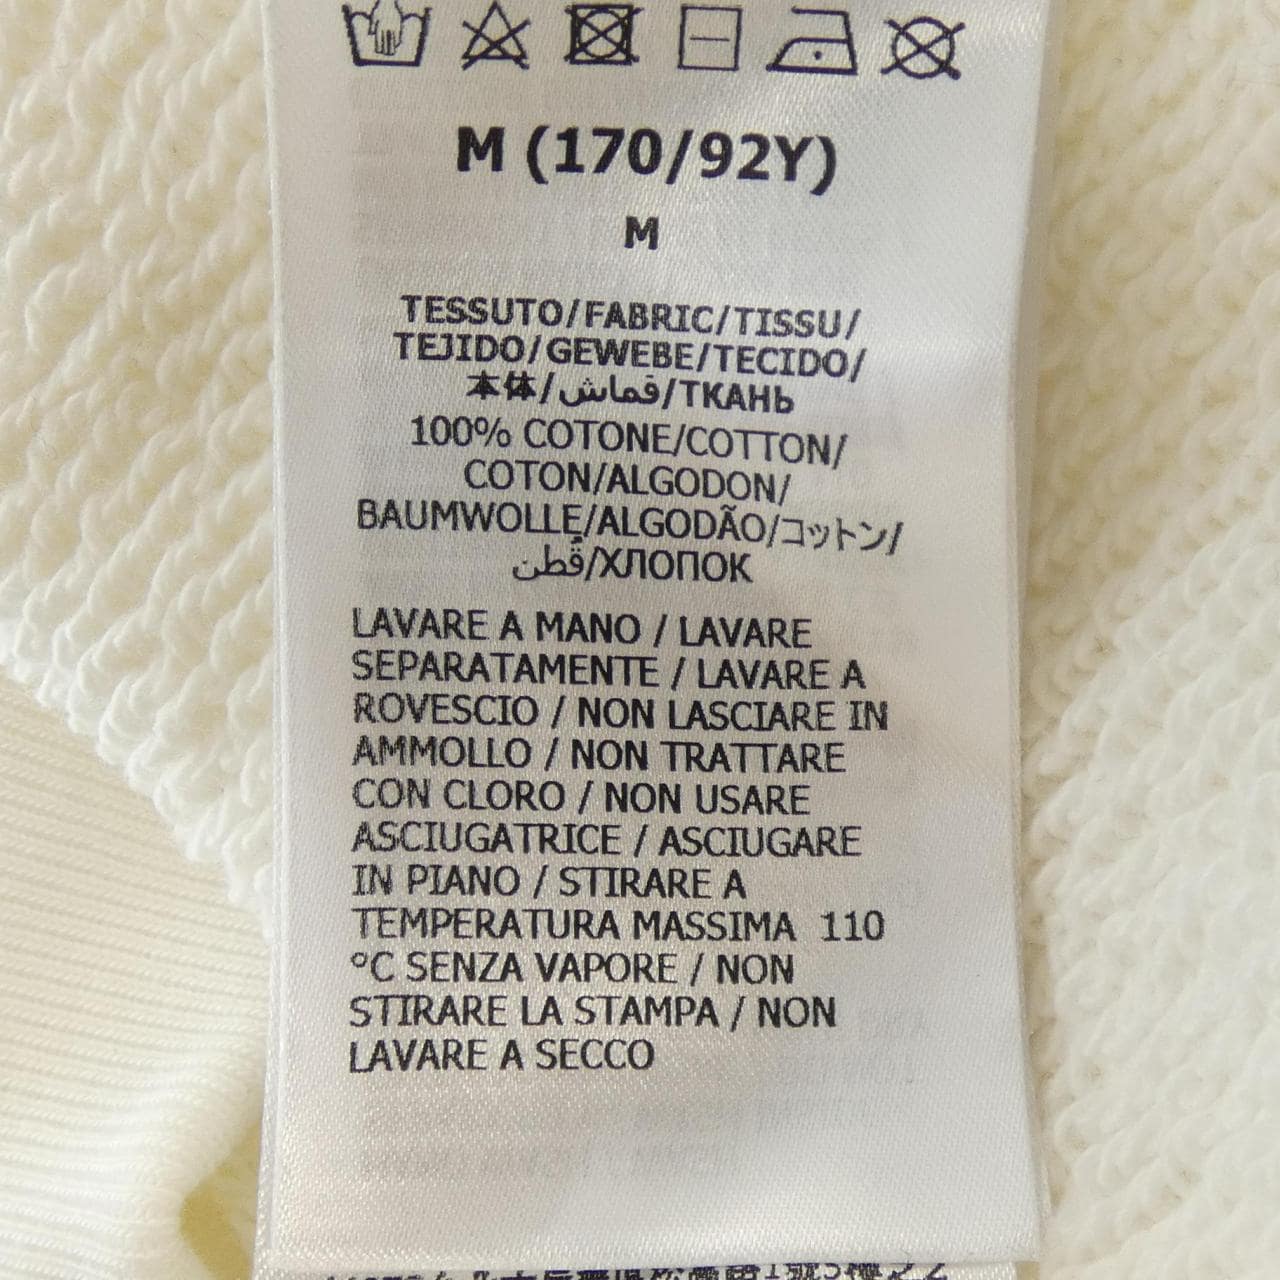 M (170/92Y)
M
TESSUTO/FABRIC/TISSU/
TEJIDO/GEWEBE/TECIDO/
本体/قماش/ТКАНЬ
100% COTONE/COTTON/
COTON/ALGODON/
BAUMWOLLE/ALGODÃO/コットン/
قُطن/ХЛОПОК
LAVARE A MANO / LAVARE
SEPARATAMENTE / LAVARE A
ROVESCIO / NON LASCIARE IN
AMMOLLO / NON TRATTARE
CON CLORO / NON USARE
ASCIUGATRICE / ASCIUGARE
IN PIANO / STIRARE A
TEMPERATURA MASSIMA 110
°C SENZA VAPORE / NON
STIRARE LA STAMPA / NON
LAVARE A SECCO